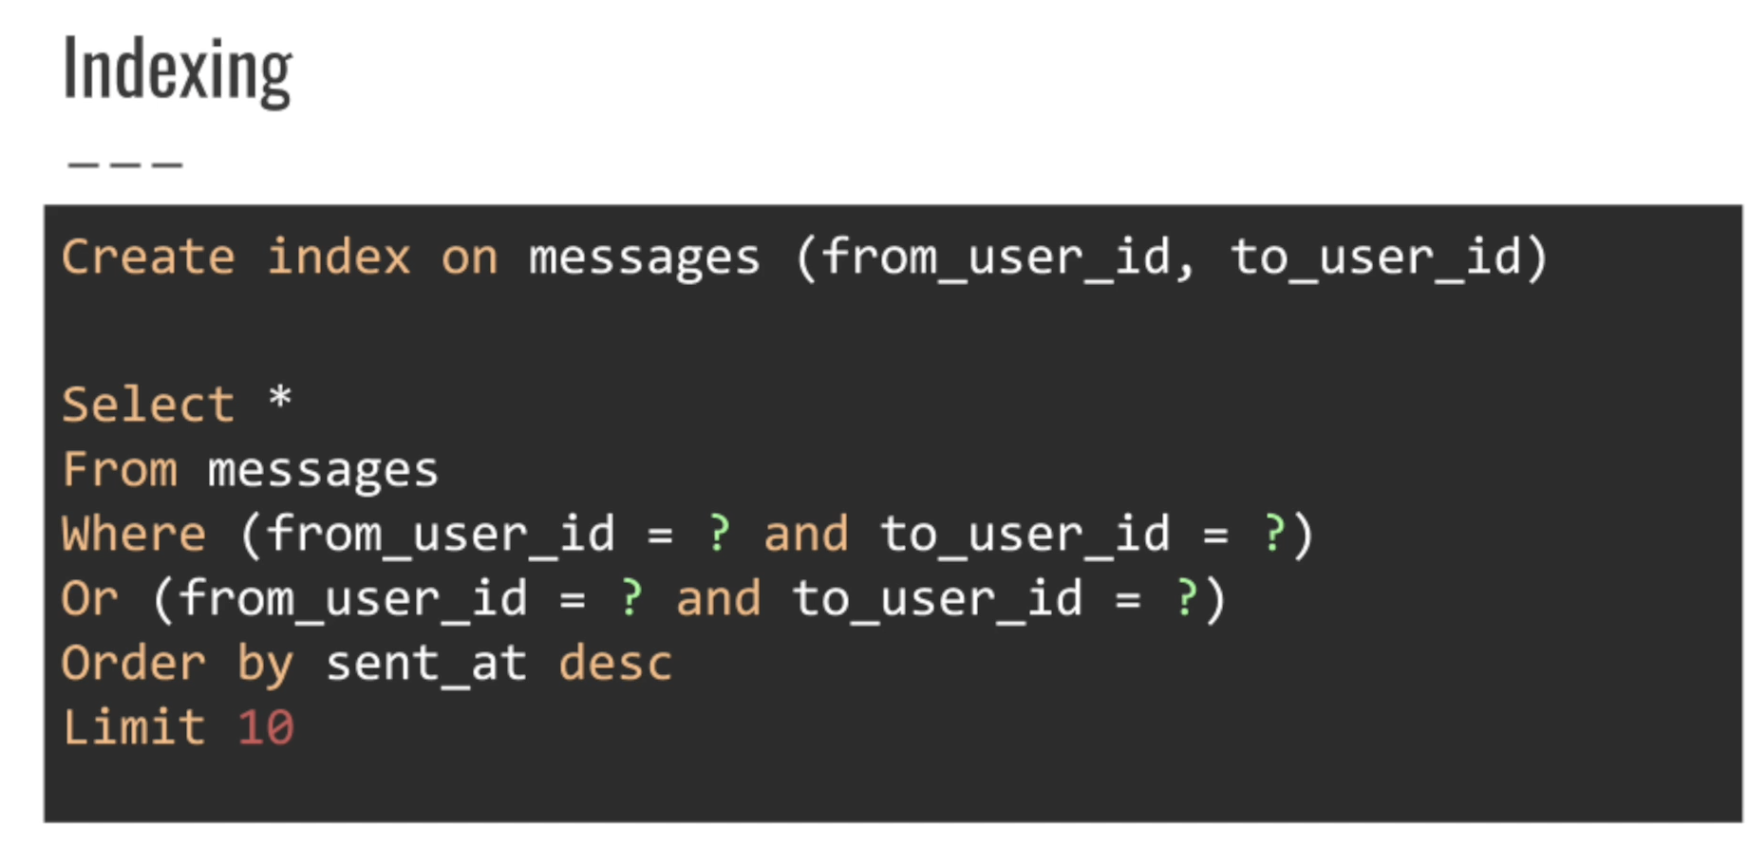 Indexing
———
Create index on messages (from_user_id, to_user_id)
Select *
From messages
Where (from_user_id = ? and to_user_id = ?)
Or (from_user_id = ? and to_user_id = ?)
Order by sent_at desc
Limit 10